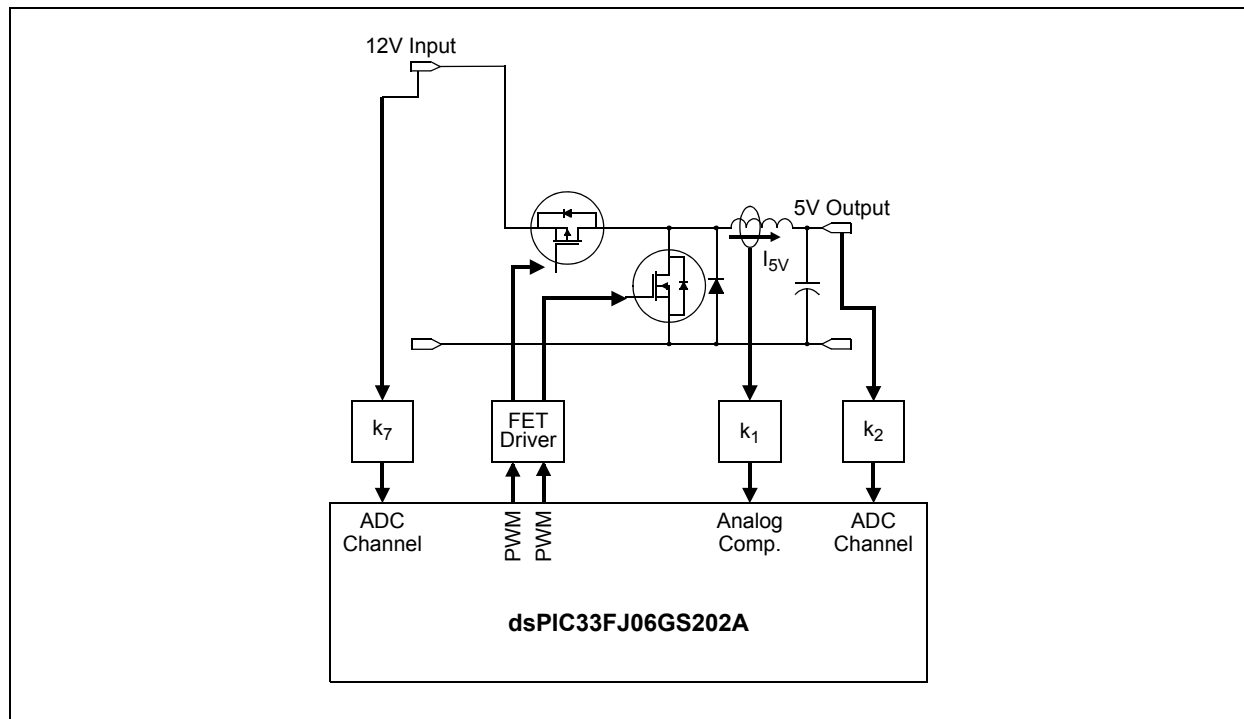 12V Input
5V Output
I5V
k7
FET
Driver
k1
k2
ADC
Channel
PWM
PWM
Analog
Comp.
ADC
Channel
dsPIC33FJ06GS202A